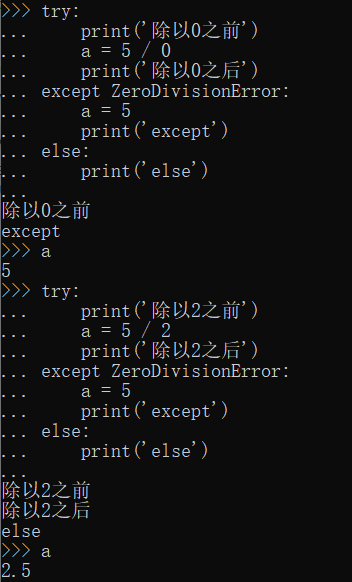 >>> try:
...     print('除以0之前')
...     a = 5 / 0
...     print('除以0之后')
... except ZeroDivisionError:
...     a = 5
...     print('except')
... else:
...     print('else')
...
除以0之前
except
>>> a
5
>>> try:
...     print('除以2之前')
...     a = 5 / 2
...     print('除以2之后')
... except ZeroDivisionError:
...     a = 5
...     print('except')
... else:
...     print('else')
...
除以2之前
除以2之后
else
>>> a
2.5